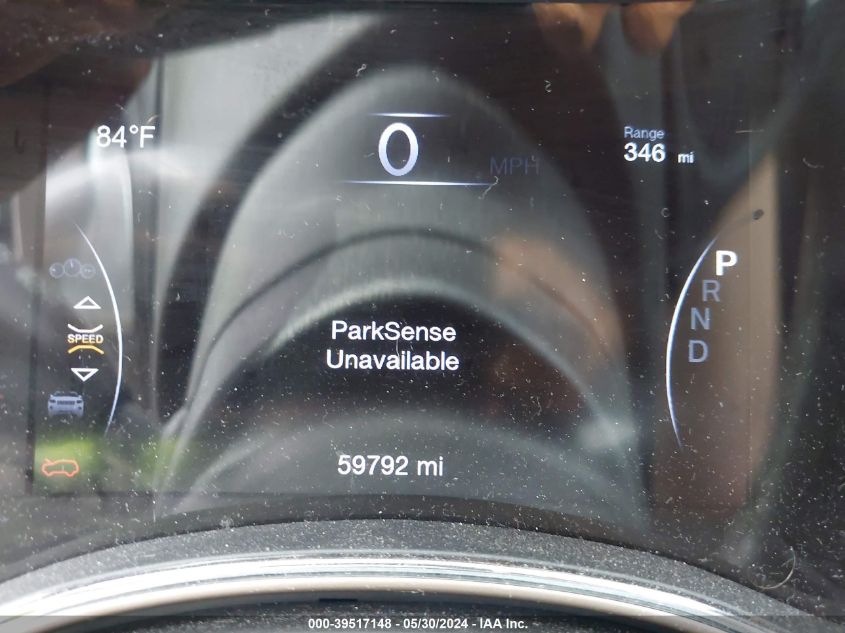 84°F
0
MPH
Range
346 mi
P
R
N
D
SPEED
ParkSense
Unavailable
59792 mi
000-39517148 - 05/30/2024 - IAA Inc.